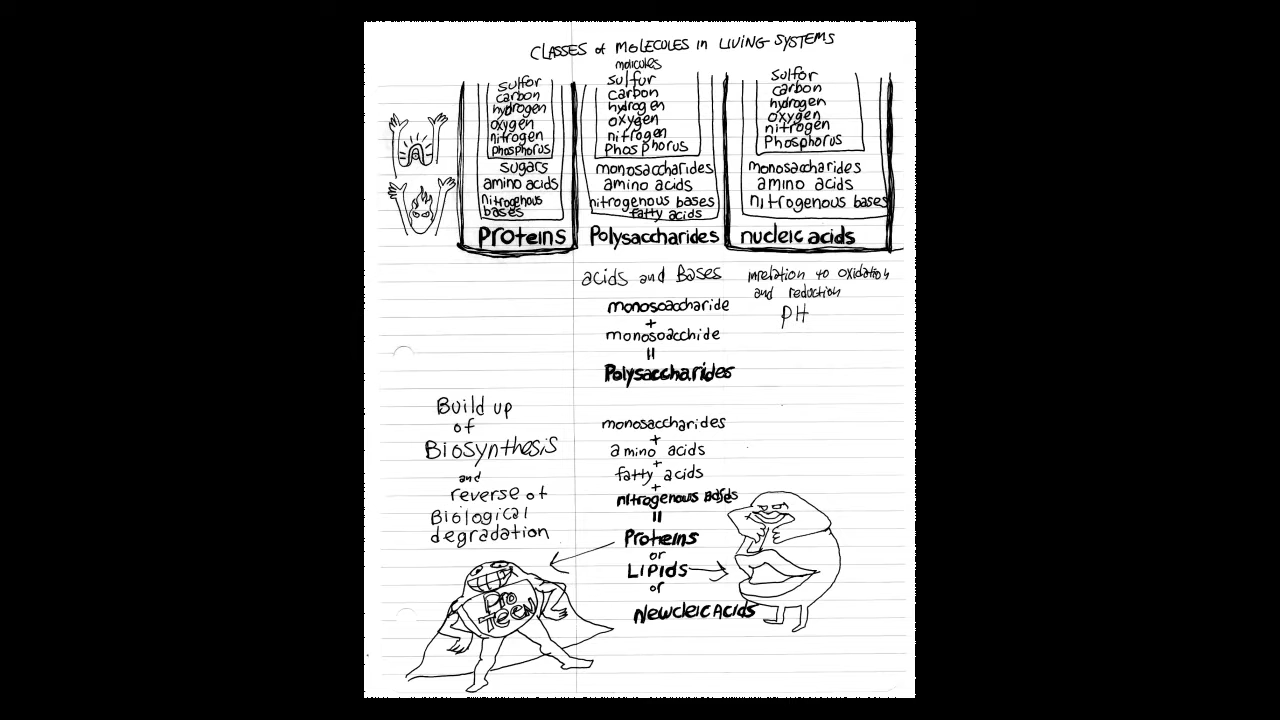 CLASSES of MOLECULES in LIVING SYSTEMS
sulfor
carbon
hydrogen
oxygen
nitrogen
Phosphorus
sugars
amino acids
nitrogenous
bases
Proteins
molicules
sulfur
carbon
hydrogen
oxygen
nitrogen
Phosphorus
monosaccharides
amino acids
nitrogenous bases
fatty acids
Polysaccharides
sulfor
carbon
hydrogen
oxygen
nitrogen
Phosphorus
monosaccharides
amino acids
nitrogenous bases
nucleic acids
acids and Bases
inrelation to oxidation
and reduction
PH
monosoaccharide
+
monosoacchide
=
Polysaccharides
Build up
of
Biosynthesis
and
reverse of
Biological
degradation
monosaccharides
+
amino acids
+
fatty acids
+
nitrogenous
=
Proteins
or
Lipids
or
Newcleic Acids
Pro
Teen